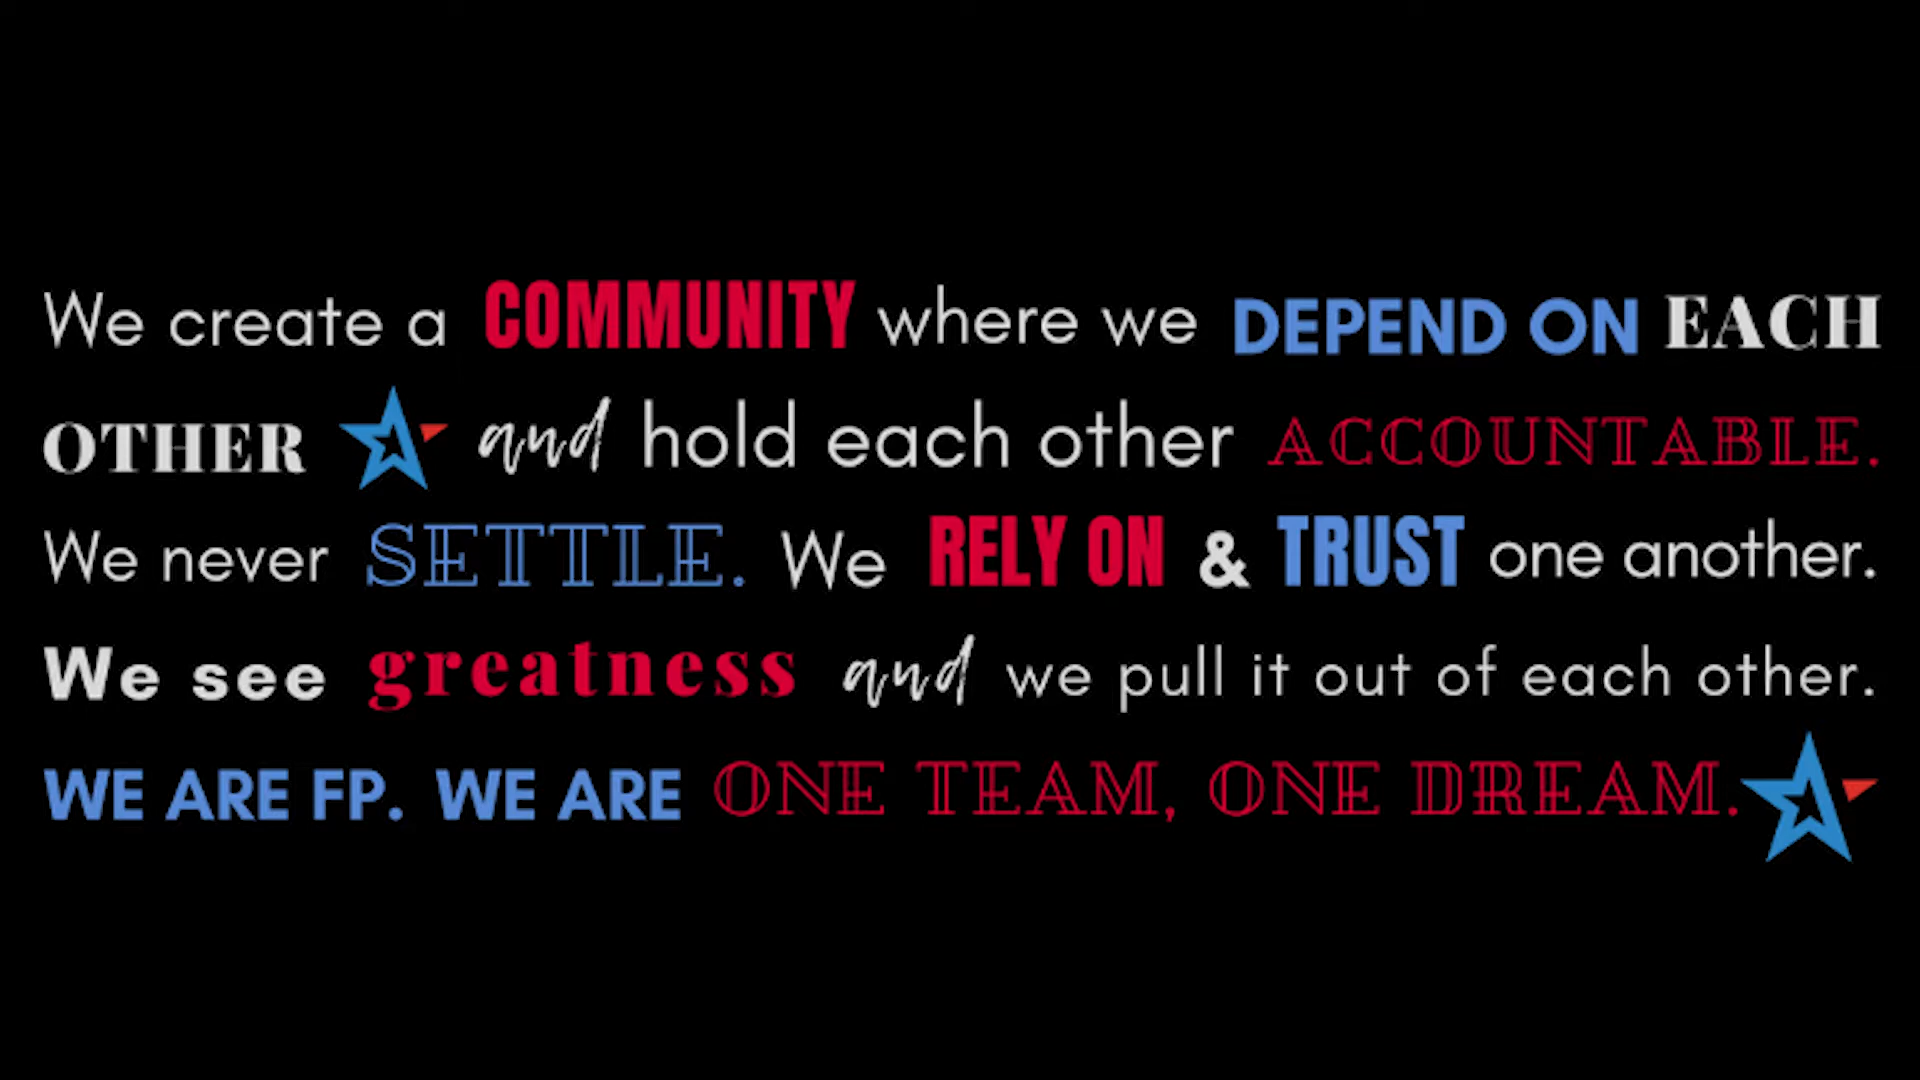 We create a COMMUNITY where we DEPEND ON EACH
OTHER and hold each other ACCOUNTABLE.
We never SETTLE. We RELY ON & TRUST one another.
We see greatness and we pull it out of each other.
WE ARE FP. WE ARE ONE TEAM, ONE DREAM.